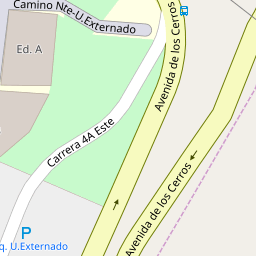 Camino Nte-U Externado
Ed. A
Avenida de los Cerros
Carrera 4A Este
Avenida de los Cerros
P
q. U.Externado